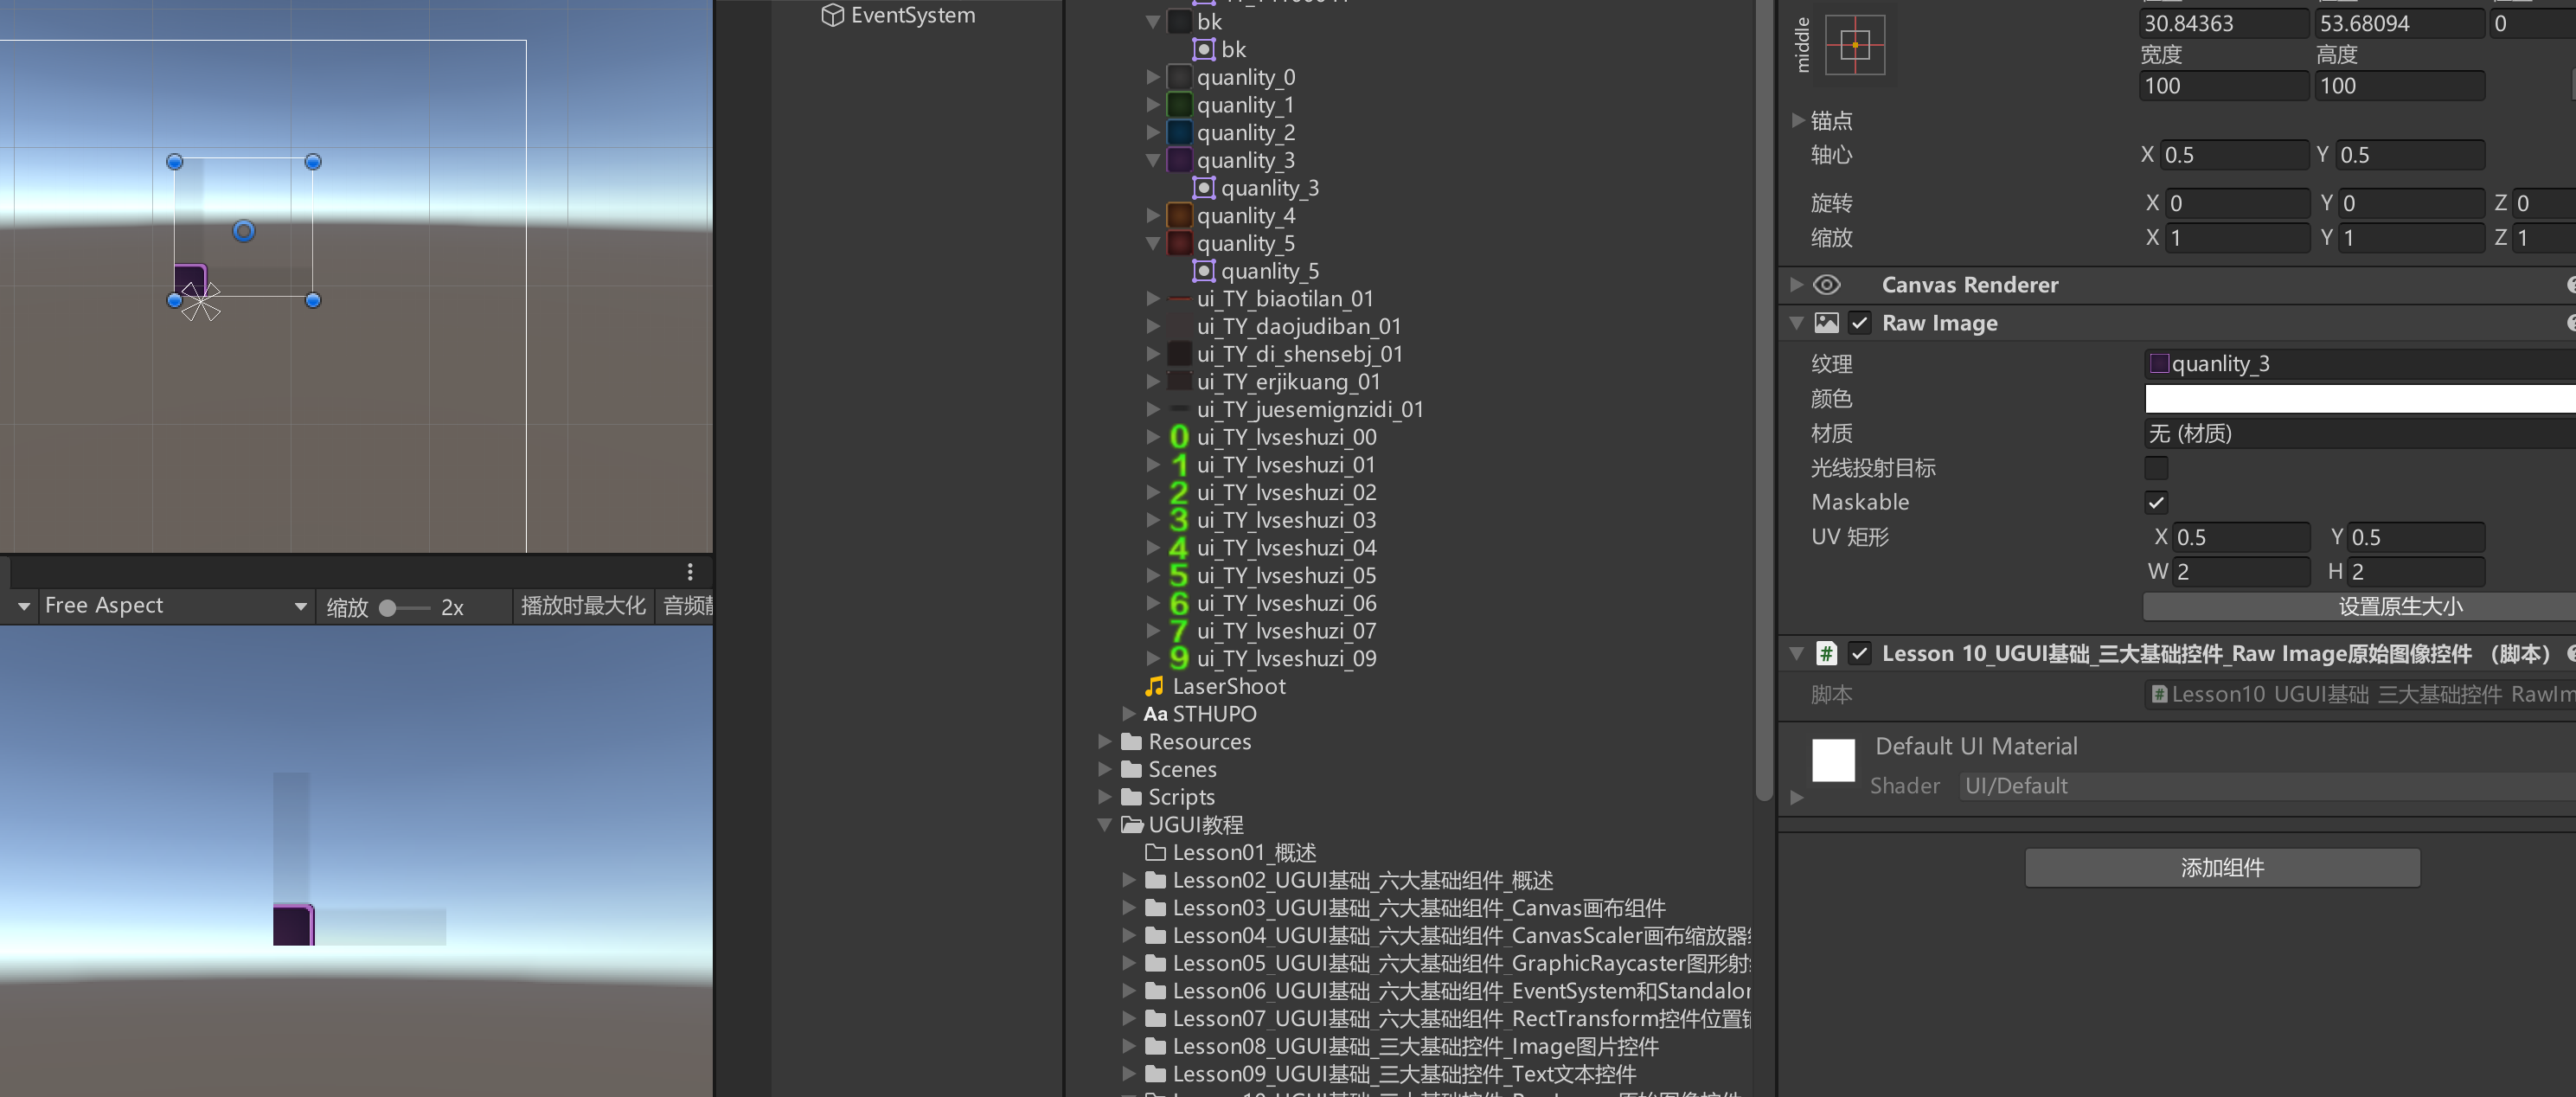 Free Aspect
缩放
2x
播放时最大化
音频
EventSystem
bk
bk
quanlity_0
quanlity_1
quanlity_2
quanlity_3
quanlity_3
quanlity_4
quanlity_5
quanlity_5
ui_TY_biaotilan_01
ui_TY_daojudiban_01
ui_TY_di_shensebj_01
ui_TY_erjikuang_01
ui_TY_juesemignzidi_01
ui_TY_lvseshuzi_00
ui_TY_lvseshuzi_01
ui_TY_lvseshuzi_02
ui_TY_lvseshuzi_03
ui_TY_lvseshuzi_04
ui_TY_lvseshuzi_05
ui_TY_lvseshuzi_06
ui_TY_lvseshuzi_07
ui_TY_lvseshuzi_09
LaserShoot
Aa STHUPO
Resources
Scenes
Scripts
UGUI教程
Lesson01_概述
Lesson02_UGUI基础_六大基础组件_概述
Lesson03_UGUI基础_六大基础组件_Canvas画布组件
Lesson04_UGUI基础_六大基础组件_CanvasScaler画布缩放器
Lesson05_UGUI基础_六大基础组件_GraphicRaycaster图形射
Lesson06_UGUI基础_六大基础组件_EventSystem和Standalor
Lesson07_UGUI基础_六大基础组件_RectTransform控件位置
Lesson08_UGUI基础_三大基础控件_Image图片控件
Lesson09_UGUI基础_三大基础控件_Text文本控件
middle
30.84363 53.68094 0
宽度 高度
100 100
锚点
轴心 X 0.5 Y 0.5
旋转 X 0 Y 0 Z 0
缩放 X 1 Y 1 Z 1
Canvas Renderer
Raw Image
纹理 quanlity_3
颜色
材质 无 (材质)
光线投射目标
Maskable
UV 矩形 X 0.5 Y 0.5
W 2 H 2
设置原生大小
# Lesson 10_UGUI基础_三大基础控件_Raw Image原始图像控件 （脚本）
脚本 Lesson10_UGUI基础_三大基础控件_RawIm
Default UI Material
Shader UI/Default
添加组件